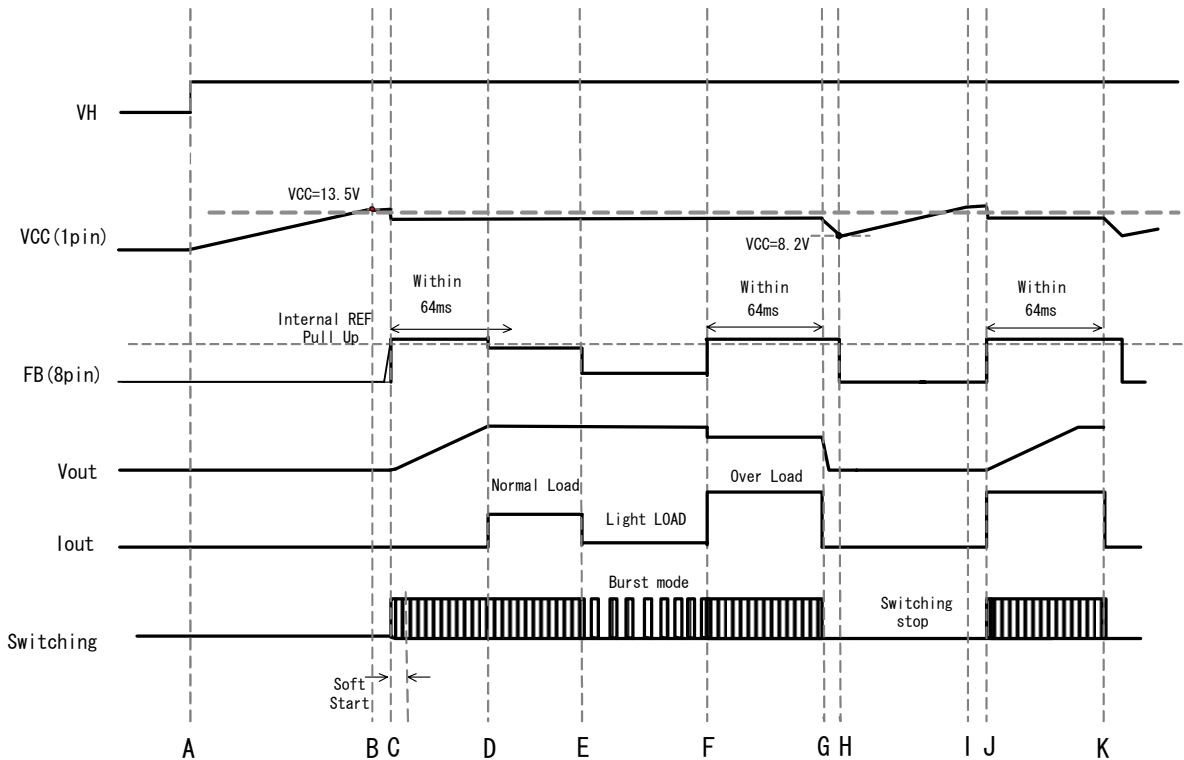 VH
VCC=13.5V
VCC(1pin)
VCC=8.2V
Within
64ms
Within
64ms
Within
64ms
Internal REF
Pull Up
FB(8pin)
Vout
Normal Load
Over Load
Light LOAD
Iout
Burst mode
Switching
stop
Switching
Soft
Start
A B C D E F G H I J K